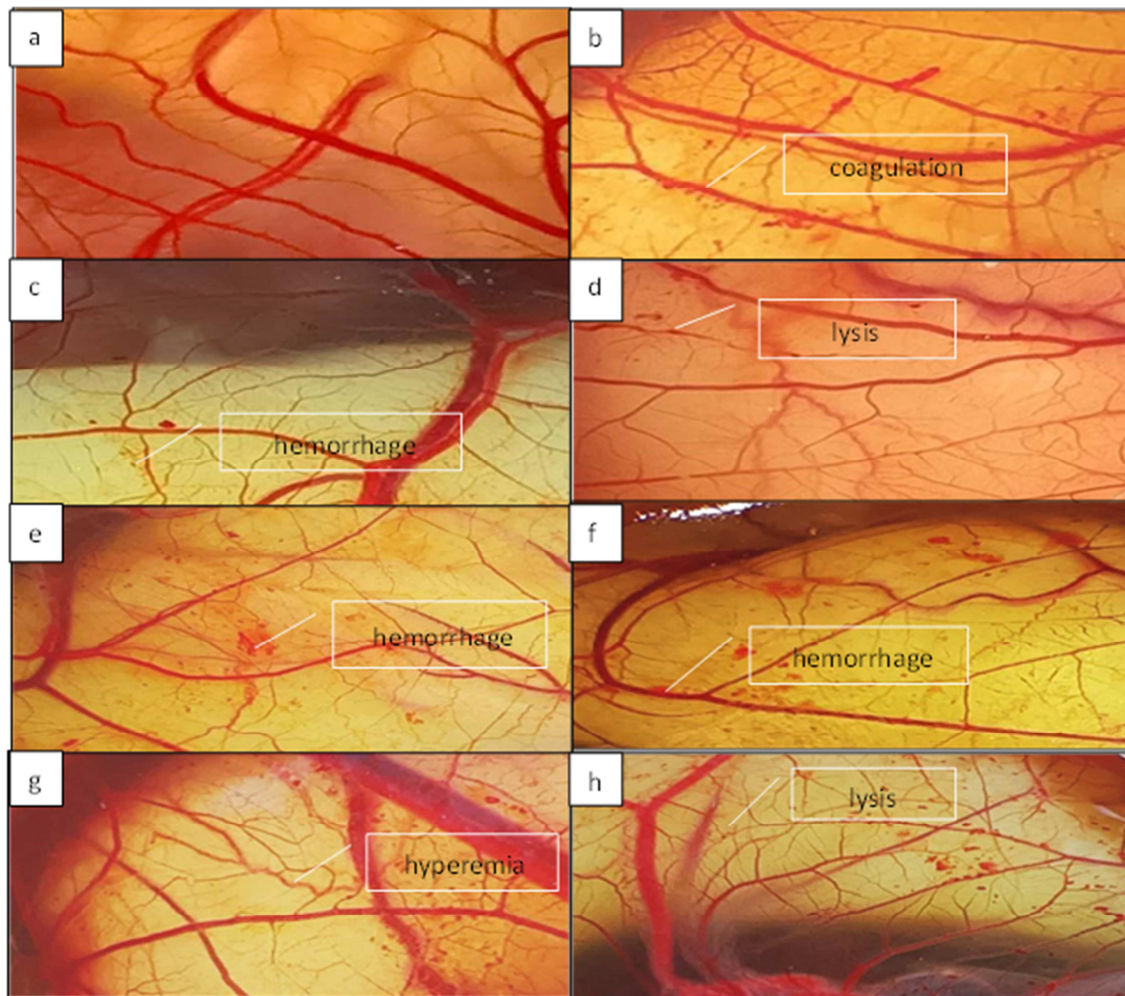 a
b
coagulation
c
hemorrhage
d
lysis
e
hemorrhage
f
hemorrhage
g
hyperemia
h
lysis